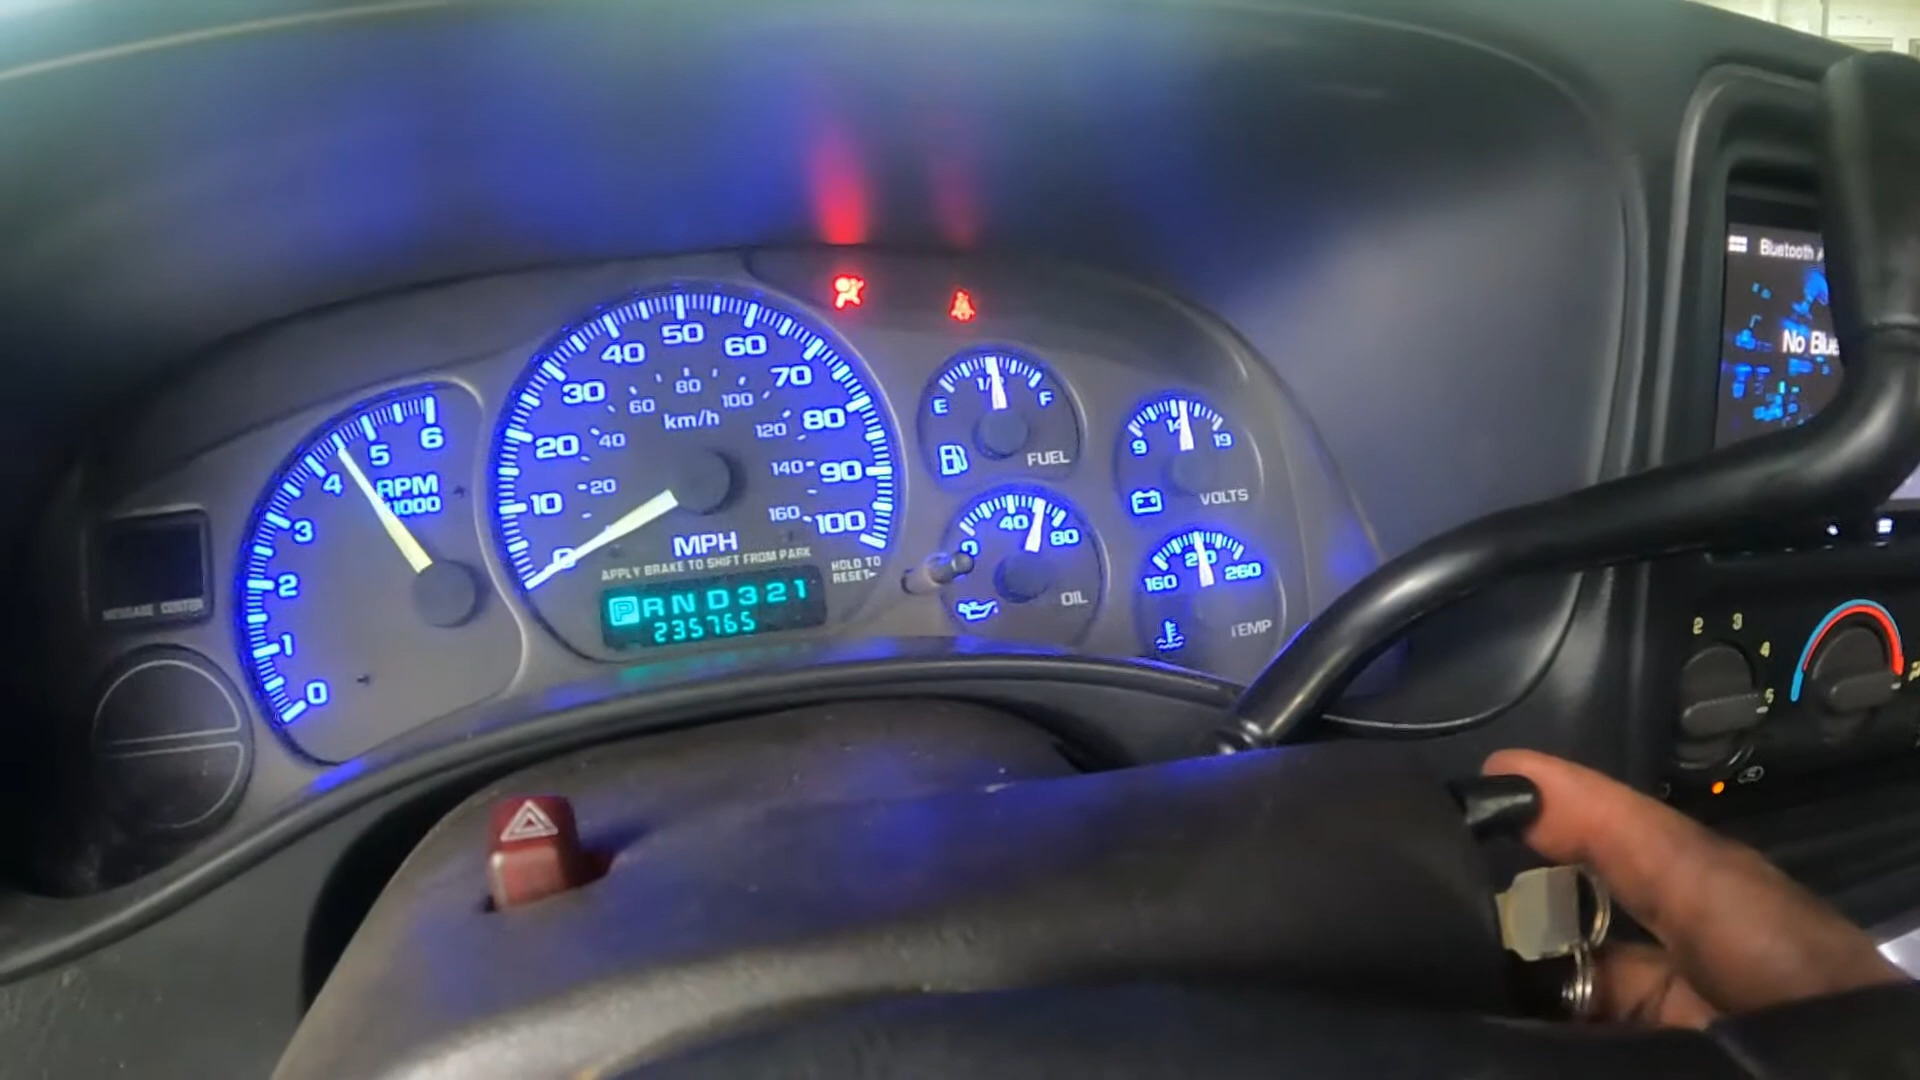 50
40
60
30
70
80
60
100
km/h
20
40
120
80
10
20
140
90
160
100
0
MPH
APPLY BRAKE TO SHIFT FROM PARK
HOLD TO
RESET
P R N D 3 2 1
235765
6
5
4
RPM
X1000
3
2
1
0
MESSAGE CENTER
E
F
FUEL
9
14
19
VOLTS
0
40
80
OIL
160
210
260
TEMP
Bluetooth
No
2
3
4
5